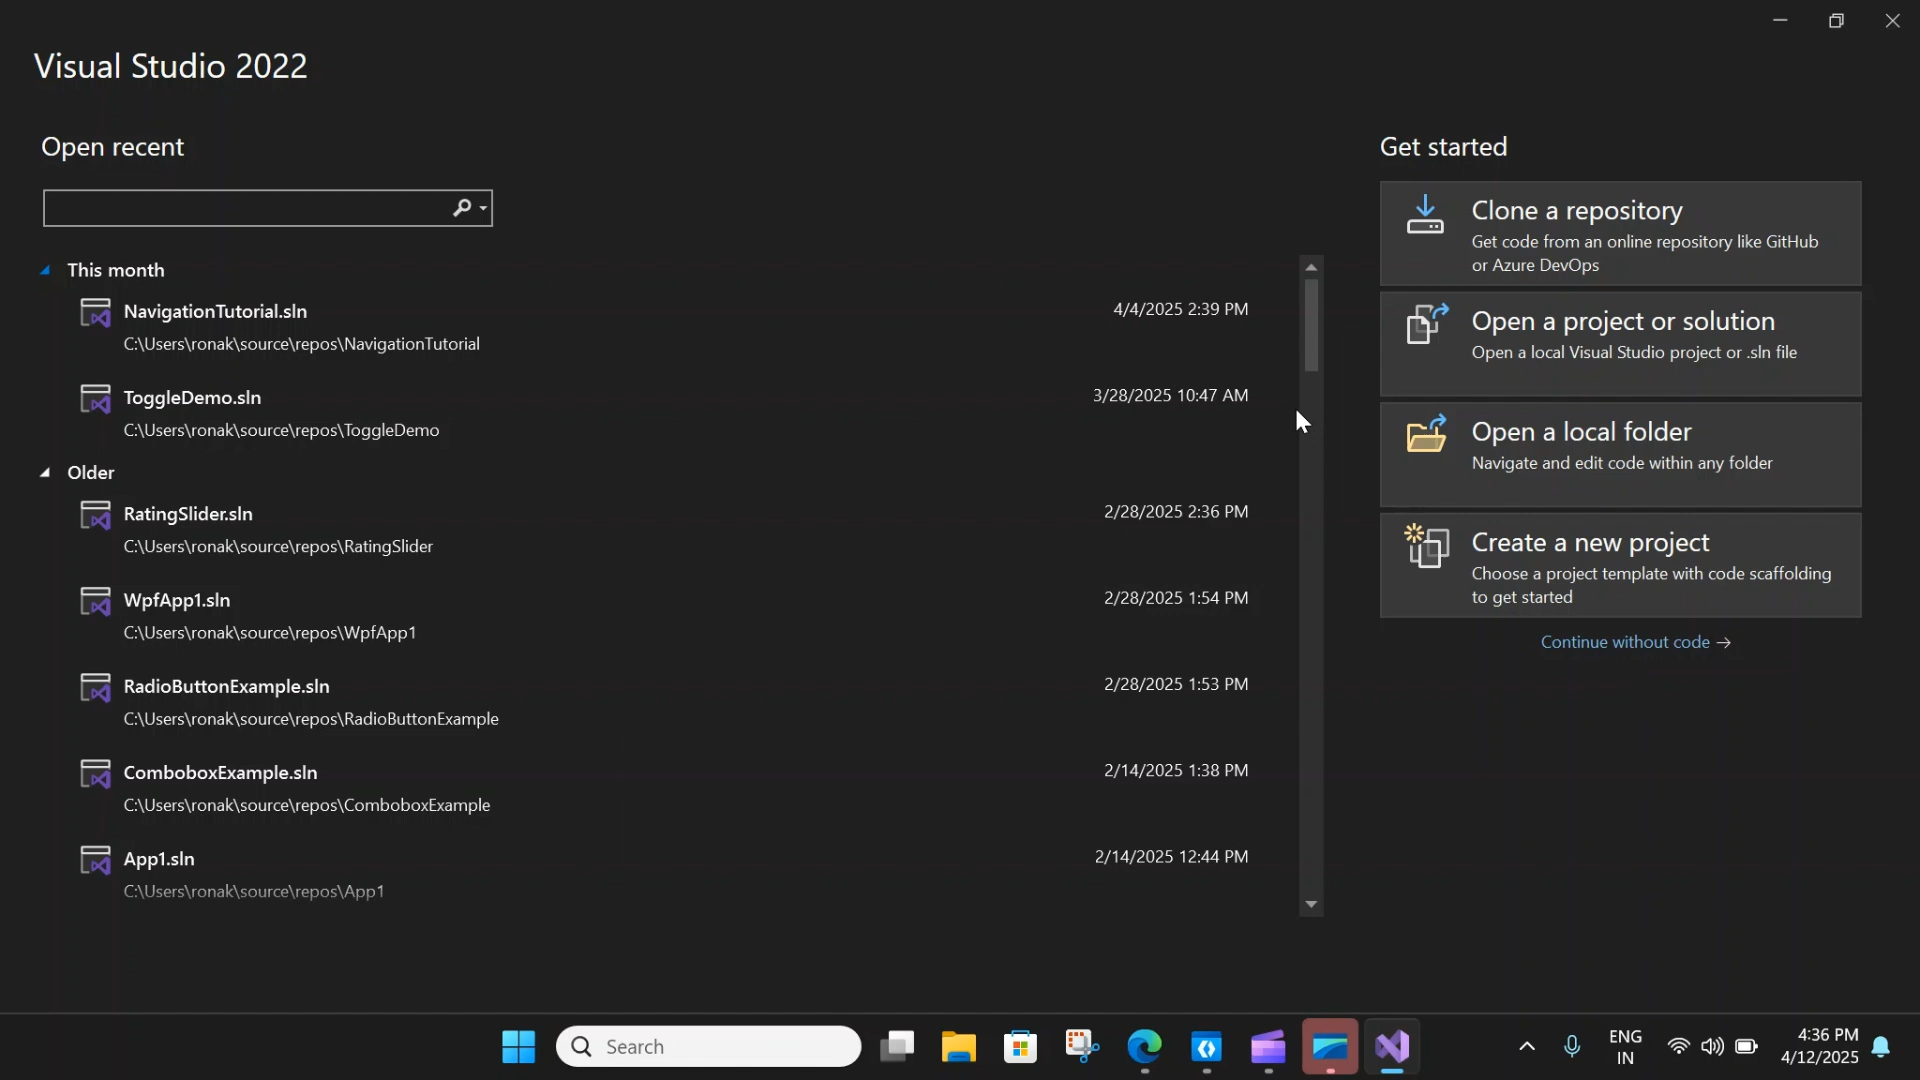 Visual Studio 2022
Open recent
This month
NavigationTutorial.sln 4/4/2025 2:39 PM
C:\Users\ronak\source\repos\NavigationTutorial
ToggleDemo.sln 3/28/2025 10:47 AM
C:\Users\ronak\source\repos\ToggleDemo
Older
RatingSlider.sln 2/28/2025 2:36 PM
C:\Users\ronak\source\repos\RatingSlider
WpfApp1.sln 2/28/2025 1:54 PM
C:\Users\ronak\source\repos\WpfApp1
RadioButtonExample.sln 2/28/2025 1:53 PM
C:\Users\ronak\source\repos\RadioButtonExample
ComboboxExample.sln 2/14/2025 1:38 PM
C:\Users\ronak\source\repos\ComboboxExample
App1.sln 2/14/2025 12:44 PM
C:\Users\ronak\source\repos\App1
Get started
Clone a repository
Get code from an online repository like GitHub
or Azure DevOps
Open a project or solution
Open a local Visual Studio project or .sln file
Open a local folder
Navigate and edit code within any folder
Create a new project
Choose a project template with code scaffolding
to get started
Continue without code →
Search
ENG
IN
4:36 PM
4/12/2025